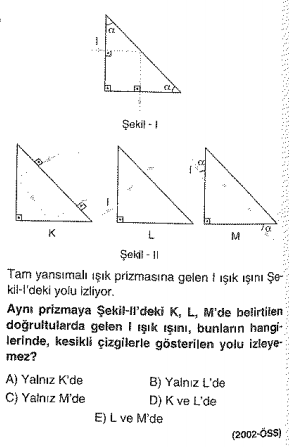 α
I
α
Şekil - I
I
α
I
α
K
L
M
Şekil - II
Tam yansımalı ışık prizmasına gelen I ışık ışını Şe-
kil-I'deki yolu izliyor.
Aynı prizmaya Şekil-II'deki K, L, M'de belirtilen
doğrultularda gelen I ışık ışını, bunların hangi-
lerinde, kesikli çizgilerle gösterilen yolu izleye-
mez?
A) Yalnız K'de
B) Yalnız L'de
C) Yalnız M'de
D) K ve L'de
E) L ve M'de
(2002-ÖSS)